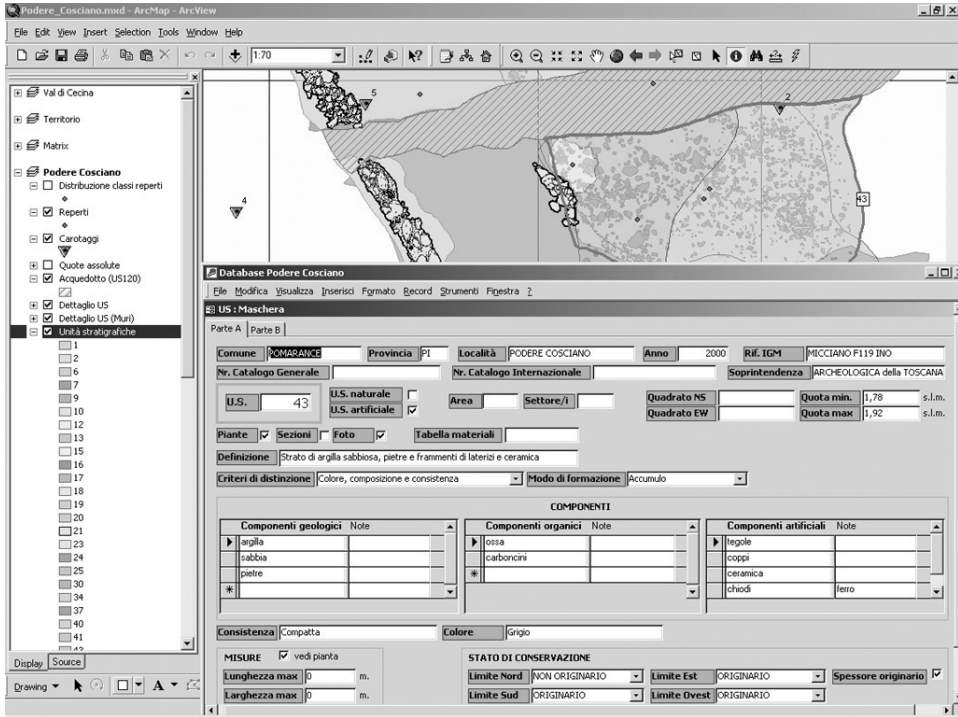 Podere_Cosciano.mxd - ArcMap - ArcView
File Edit View Insert Selection Tools Window Help
1:70
Val di Cecina
Territorio
Matrix
Podere Cosciano
Distribuzione classi reperti
Reperti
Carotaggi
Quote assolute
Acquedotto (US120)
Dettaglio US
Dettaglio US (Muri)
Unità stratigrafiche
1
2
6
7
9
10
12
13
15
16
17
18
19
20
21
23
24
25
30
34
37
40
41
Display Source
Drawing A
5
2
4
43
Database Podere Cosciano
File Modifica Visualizza Inserisci Formato Record Strumenti Finestra ?
US : Maschera
Parte A Parte B
Comune POMARANCE Provincia PI Località PODERE COSCIANO Anno 2000 Rif. IGM MICCIANO F119 INO
Nr. Catalogo Generale Nr. Catalogo Internazionale Soprintendenza ARCHEOLOGICA della TOSCANA
U.S. 43 U.S. naturale Area Settore/i Quadrato NS Quota min. 1,78 s.l.m.
U.S. artificiale Quadrato EW Quota max 1,92 s.l.m.
Piante Sezioni Foto Tabella materiali
Definizione Strato di argilla sabbiosa, pietre e frammenti di laterizi e ceramica
Criteri di distinzione Colore, composizione e consistenza Modo di formazione Accumulo
COMPONENTI
Componenti geologici Note Componenti organici Note Componenti artificiali Note
argilla ossa tegole
sabbia carboncini coppi
pietre ceramica
chiodi ferro
Consistenza Compatta Colore Grigio
MISURE vedi pianta STATO DI CONSERVAZIONE
Lunghezza max 0 m. Limite Nord NON ORIGINARIO Limite Est ORIGINARIO Spessore originario
Larghezza max 0 m. Limite Sud ORIGINARIO Limite Ovest ORIGINARIO